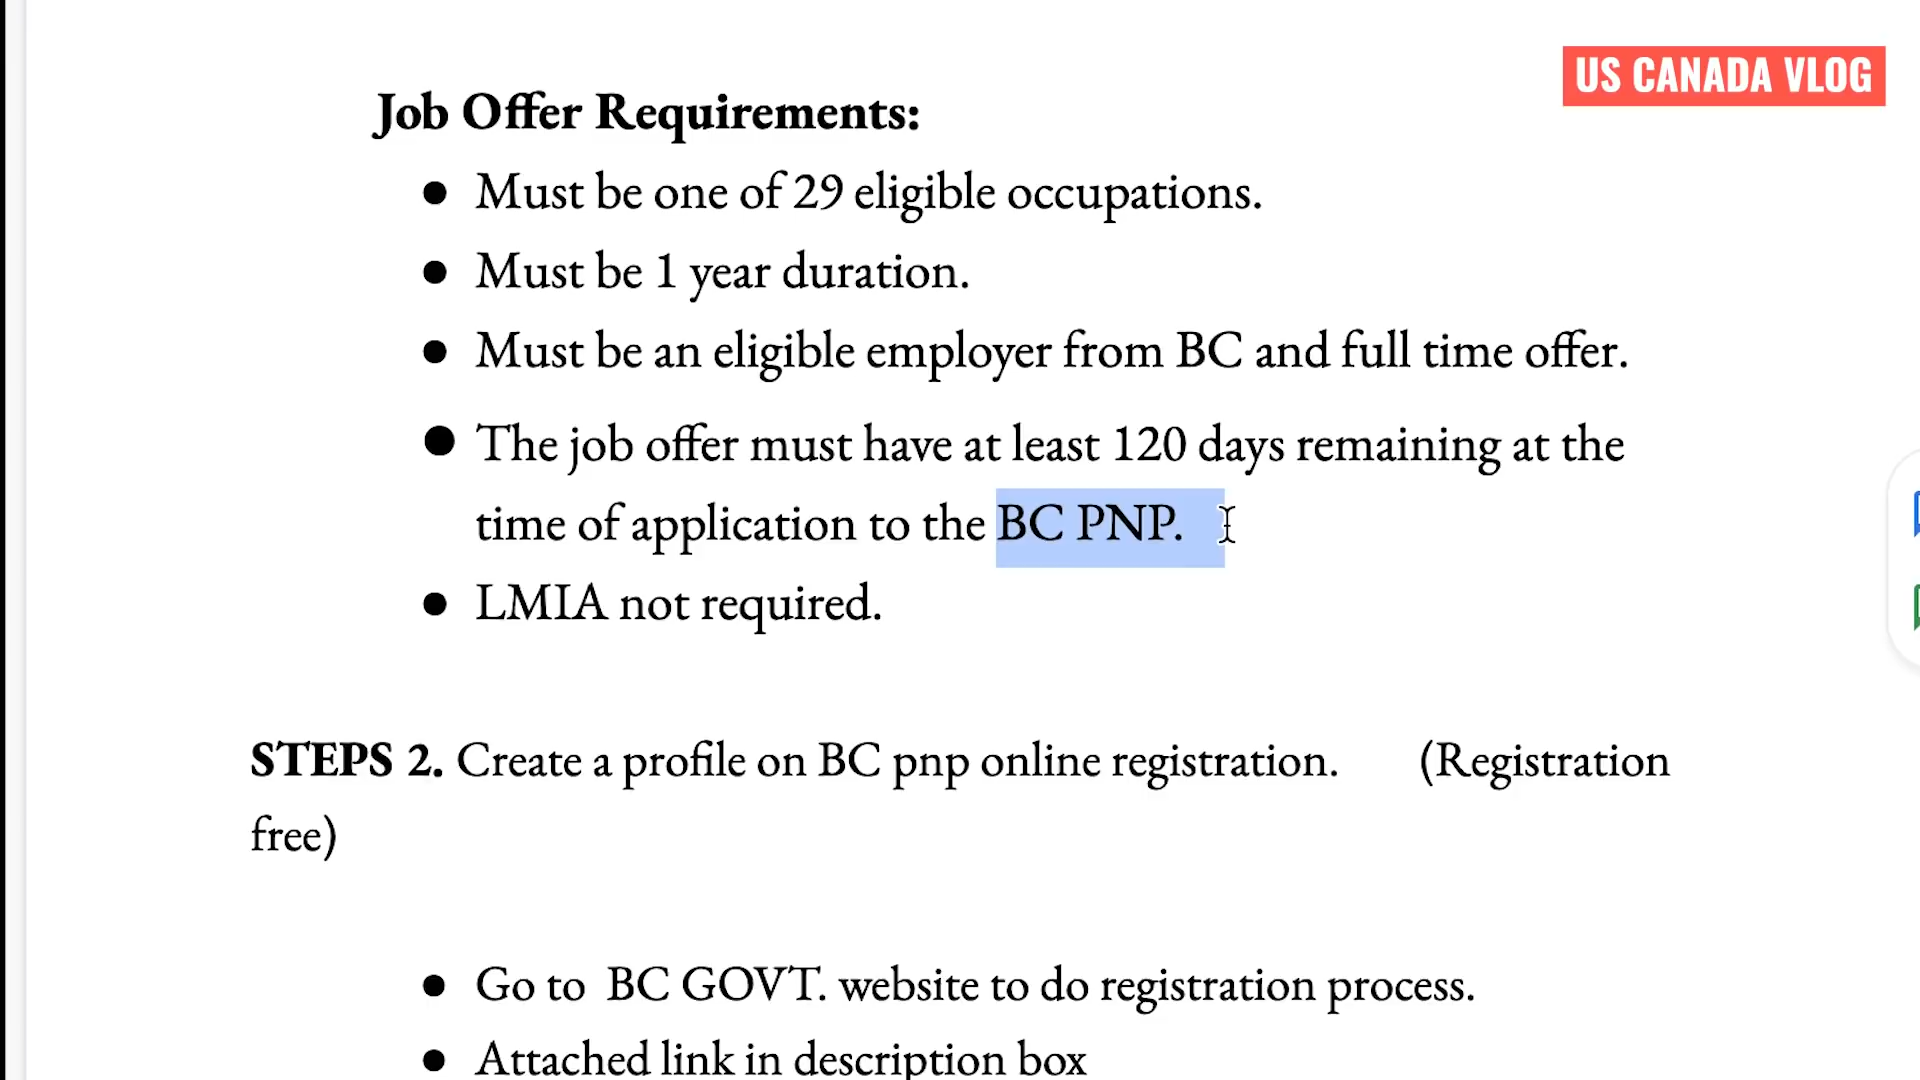 US CANADA VLOG
Job Offer Requirements:
● Must be one of 29 eligible occupations.
● Must be 1 year duration.
● Must be an eligible employer from BC and full time offer.
● The job offer must have at least 120 days remaining at the
time of application to the BC PNP.
● LMIA not required.
STEPS 2. Create a profile on BC pnp online registration. (Registration
free)
● Go to BC GOVT. website to do registration process.
● Attached link in description box